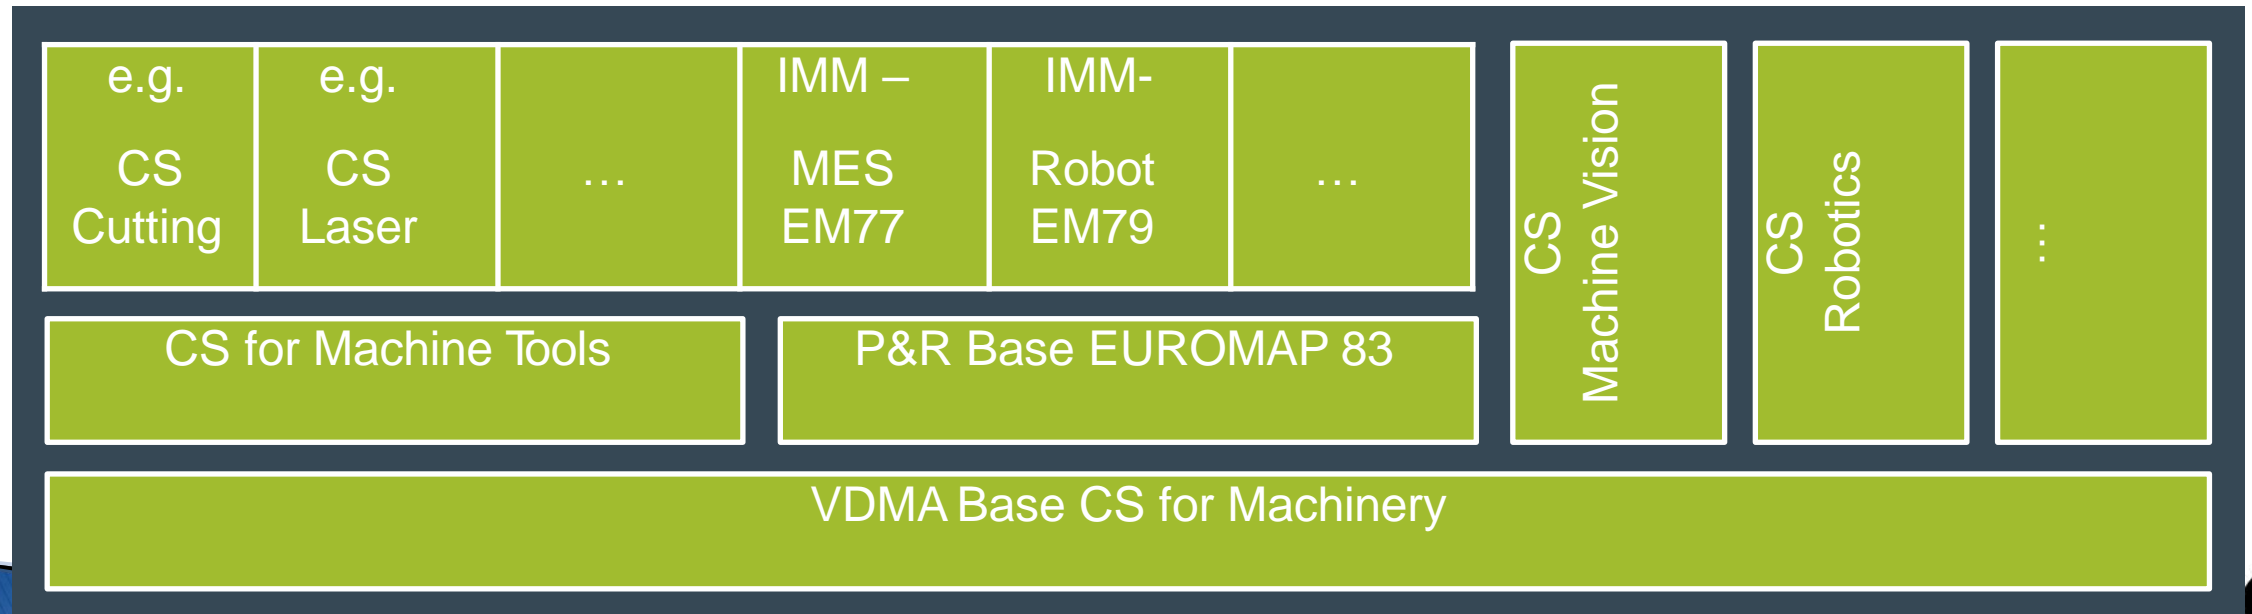 e.g.
CS
Cutting
e.g.
CS
Laser
…
IMM –
MES
EM77
IMM-
Robot
EM79
…
CS
Machine Vision
CS
Robotics
…
CS for Machine Tools
P&R Base EUROMAP 83
VDMA Base CS for Machinery